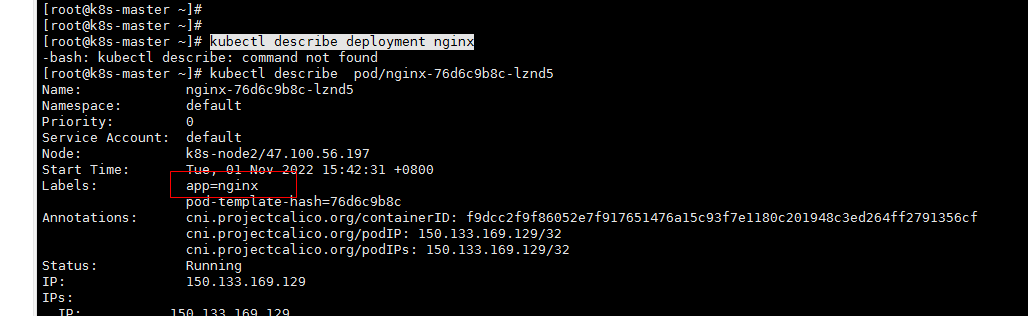 [root@k8s-master ~]#
[root@k8s-master ~]#
[root@k8s-master ~]# kubectl describe deployment nginx
-bash: kubectl describe: command not found
[root@k8s-master ~]# kubectl describe  pod/nginx-76d6c9b8c-lznd5
Name:             nginx-76d6c9b8c-lznd5
Namespace:        default
Priority:         0
Service Account:  default
Node:             k8s-node2/47.100.56.197
Start Time:       Tue, 01 Nov 2022 15:42:31 +0800
Labels:           app=nginx
                  pod-template-hash=76d6c9b8c
Annotations:      cni.projectcalico.org/containerID: f9dcc2f9f86052e7f917651476a15c93f7e1180c201948c3ed264ff2791356cf
                  cni.projectcalico.org/podIP: 150.133.169.129/32
                  cni.projectcalico.org/podIPs: 150.133.169.129/32
Status:           Running
IP:               150.133.169.129
IPs:
  IP:           150.133.169.129